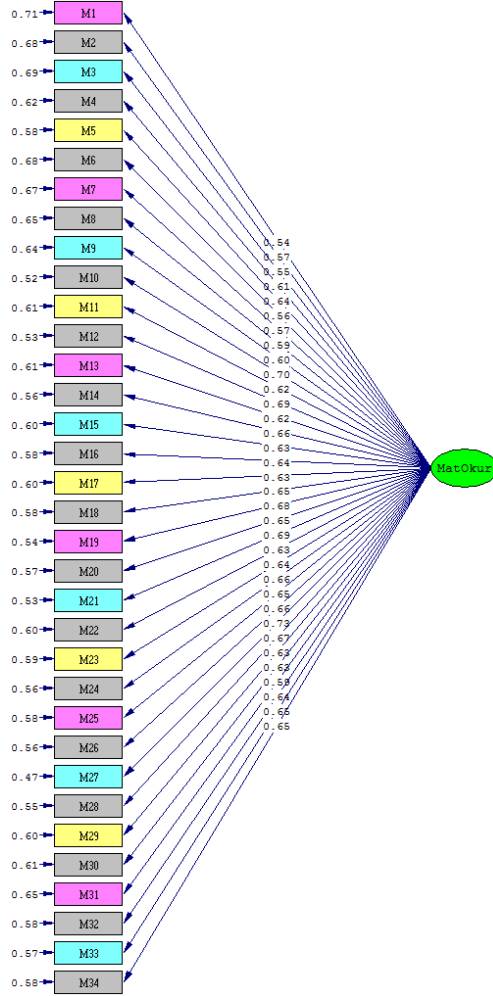 0.71 M1
0.68 M2
0.69 M3
0.62 M4
0.58 M5
0.68 M6
0.67 M7
0.65 M8
0.64 M9
0.52 M10
0.61 M11
0.53 M12
0.61 M13
0.56 M14
0.60 M15
0.58 M16
0.60 M17
0.58 M18
0.54 M19
0.57 M20
0.53 M21
0.60 M22
0.59 M23
0.56 M24
0.58 M25
0.56 M26
0.47 M27
0.55 M28
0.60 M29
0.61 M30
0.65 M31
0.58 M32
0.57 M33
0.58 M34
0.54
0.57
0.55
0.61
0.64
0.56
0.57
0.59
0.60
0.70
0.62
0.69
0.62
0.66
0.63
0.64
0.63
0.65
0.68
0.65
0.69
0.63
0.64
0.66
0.65
0.66
0.73
0.67
0.63
0.63
0.59
0.64
0.65
0.65
MatOkur